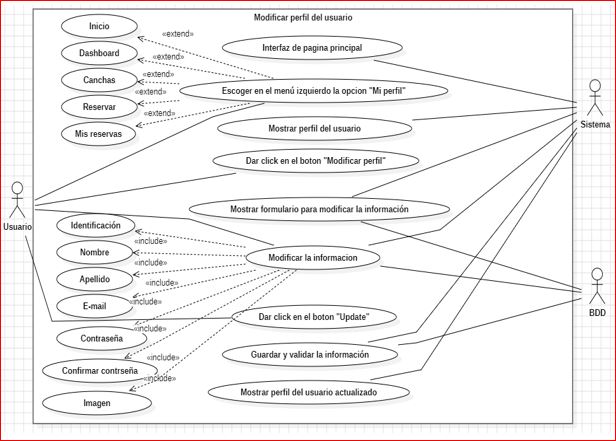 Modificar perfil del usuario
Inicio
«extend»
Interfaz de pagina principal
Dashboard
«extend»
Canchas
«extend»
Escoger en el menú izquierdo la opcion "Mi perfil"
«extend»
Reservar
«extend»
Mis reservas
Mostrar perfil del usuario
Sistema
Dar click en el boton "Modificar perfil"
Mostrar formulario para modificar la información
Usuario
Identificación
«include»
Nombre
«include»
Modificar la informacion
Apellido
«include»
E-mail
«include»
BDD
Dar click en el boton "Update"
«include»
Contraseña
Guardar y validar la información
«include»
Confirmar contrseña
«include»
Mostrar perfil del usuario actualizado
Imagen